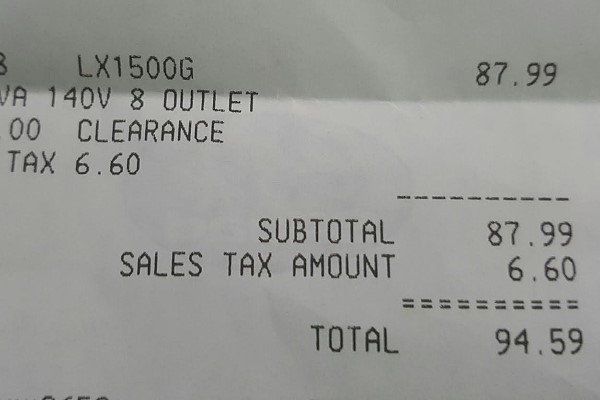 LX1500G 87.99
VA 140V 8 OUTLET
.00 CLEARANCE
TAX 6.60
----------
SUBTOTAL 87.99
SALES TAX AMOUNT 6.60
==========
TOTAL 94.59